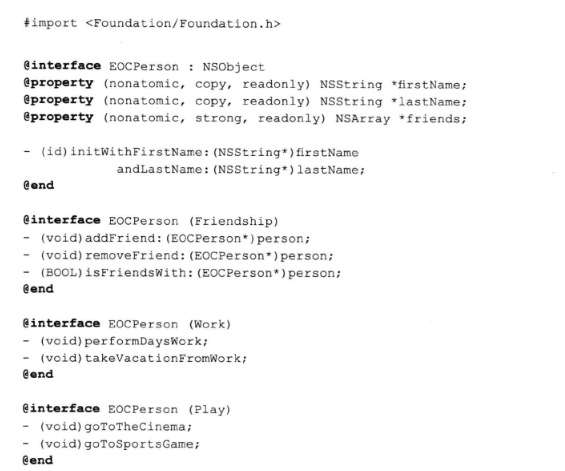 #import <Foundation/Foundation.h>
@interface EOCPerson : NSObject
@property (nonatomic, copy, readonly) NSString *firstName;
@property (nonatomic, copy, readonly) NSString *lastName;
@property (nonatomic, strong, readonly) NSArray *friends;
- (id)initWithFirstName:(NSString*)firstName
andLastName:(NSString*)lastName;
@end
@interface EOCPerson (Friendship)
- (void)addFriend:(EOCPerson*)person;
- (void)removeFriend:(EOCPerson*)person;
- (BOOL)isFriendsWith:(EOCPerson*)person;
@end
@interface EOCPerson (Work)
- (void)performDaysWork;
- (void)takeVacationFromWork;
@end
@interface EOCPerson (Play)
- (void)goToTheCinema;
- (void)goToSportsGame;
@end